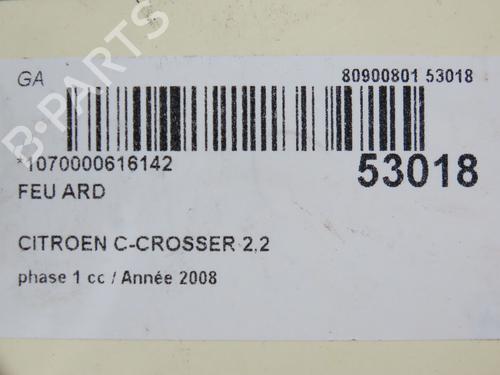 GA
80900801 53018
*1070000616142
53018
FEU ARD
CITROEN C-CROSSER 2.2
phase 1 cc / Année 2008
B-PARTS